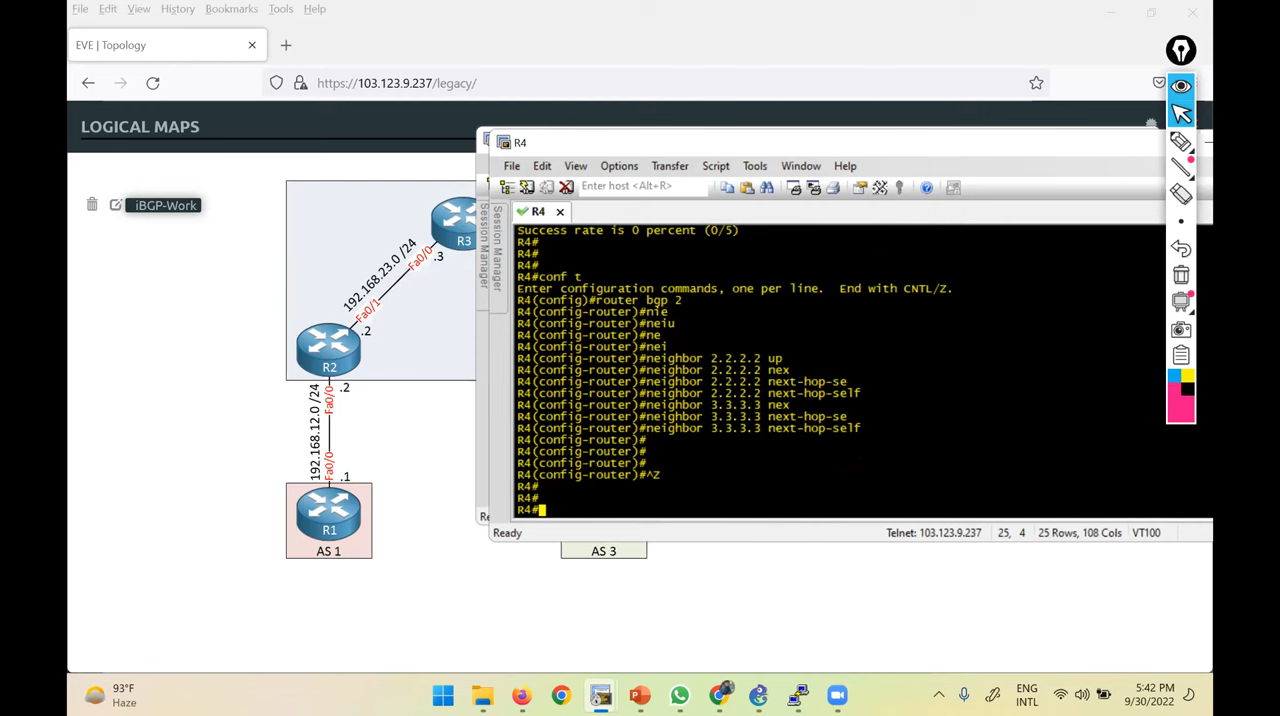 File Edit View History Bookmarks Tools Help
EVE | Topology
https://103.123.9.237/legacy/
LOGICAL MAPS
iBGP-Work
R3
.3
Fa0/0
192.168.23.0 /24
Fa0/1
.2
R2
.2
Fa0/0
192.168.12.0 /24
Fa0/0
.1
R1
AS 1
AS 3
Session Manager
Re
R4
File Edit View Options Transfer Script Tools Window Help
Enter host <Alt+R>
Session Manager
R4
Success rate is 0 percent (0/5)
R4#
R4#
R4#
R4#conf t
Enter configuration commands, one per line.  End with CNTL/Z.
R4(config)#router bgp 2
R4(config-router)#nie
R4(config-router)#neiu
R4(config-router)#ne
R4(config-router)#nei
R4(config-router)#neighbor 2.2.2.2 up
R4(config-router)#neighbor 2.2.2.2 nex
R4(config-router)#neighbor 2.2.2.2 next-hop-se
R4(config-router)#neighbor 2.2.2.2 next-hop-self
R4(config-router)#neighbor 3.3.3.3 nex
R4(config-router)#neighbor 3.3.3.3 next-hop-se
R4(config-router)#neighbor 3.3.3.3 next-hop-self
R4(config-router)#
R4(config-router)#
R4(config-router)#
R4(config-router)#^Z
R4#
R4#
R4#
Ready
Telnet: 103.123.9.237
25, 4
25 Rows, 108 Cols
VT100
93°F
Haze
ENG
INTL
5:42 PM
9/30/2022